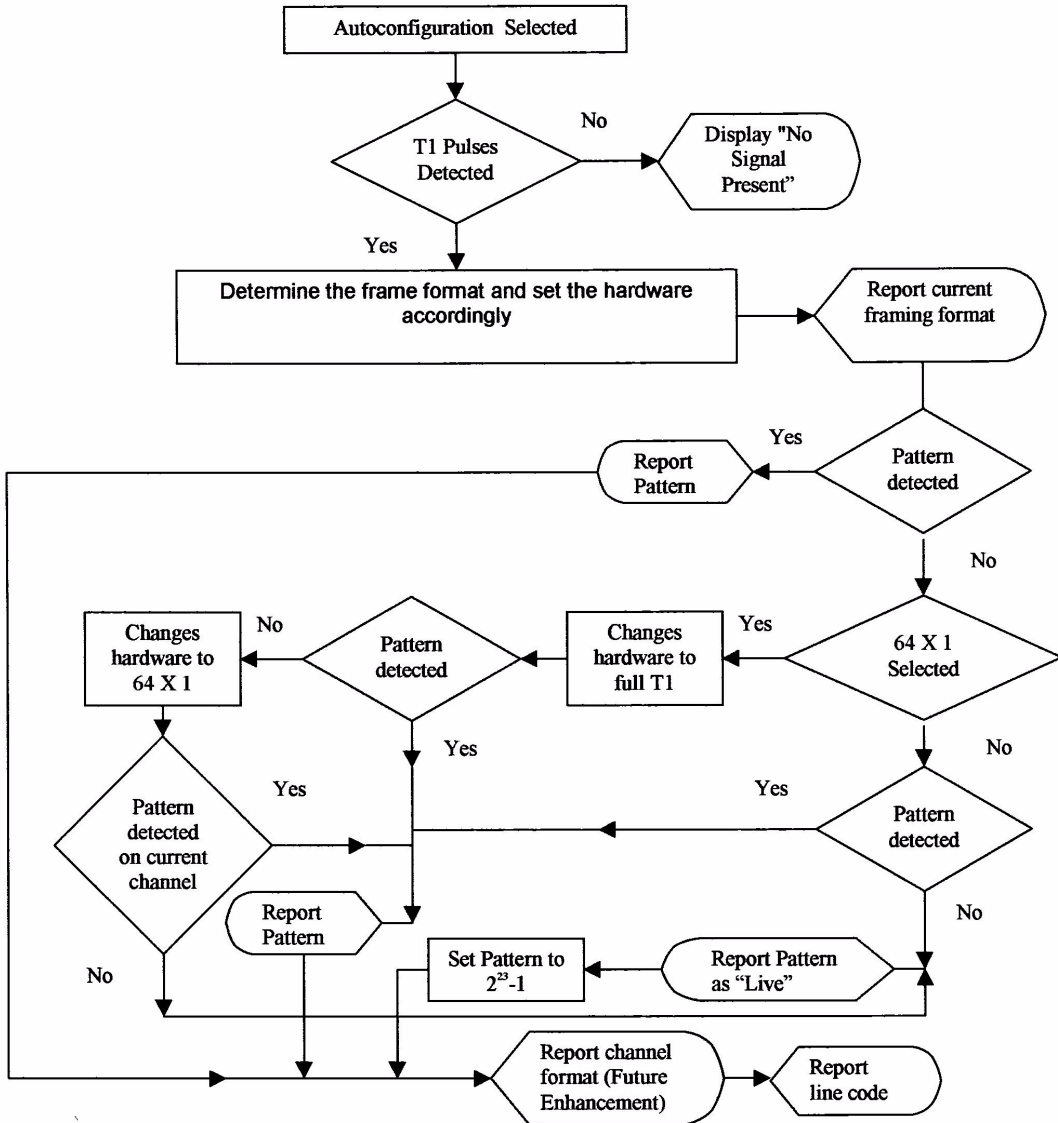 Autoconfiguration Selected
T1 Pulses
Detected
No
Display "No
Signal
Present”
Yes
Determine the frame format and set the hardware
accordingly
Report current
framing format
Yes
Report
Pattern
Pattern
detected
No
Changes
hardware to
64 X 1
No
Pattern
detected
Changes
hardware to
full T1
Yes
64 X 1
Selected
Yes
No
Pattern
detected
on current
channel
Yes
Yes
Pattern
detected
No
Report
Pattern
No
Set Pattern to
2²³-1
Report Pattern
as “Live”
Report channel
format (Future
Enhancement)
Report
line code